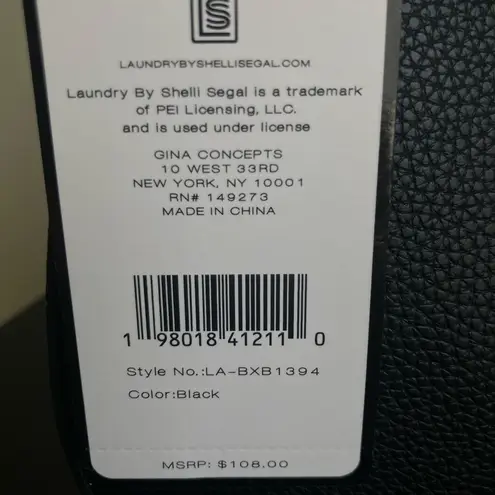 LAUNDRYBYSHELLISEGAL.COM
Laundry By Shelli Segal is a trademark
of PEI Licensing, LLC.
and is used under license
GINA CONCEPTS
10 WEST 33RD
NEW YORK, NY 10001
RN# 149273
MADE IN CHINA
1 98018 41211 0
Style No.:LA-BXB1394
Color:Black
MSRP: $108.00